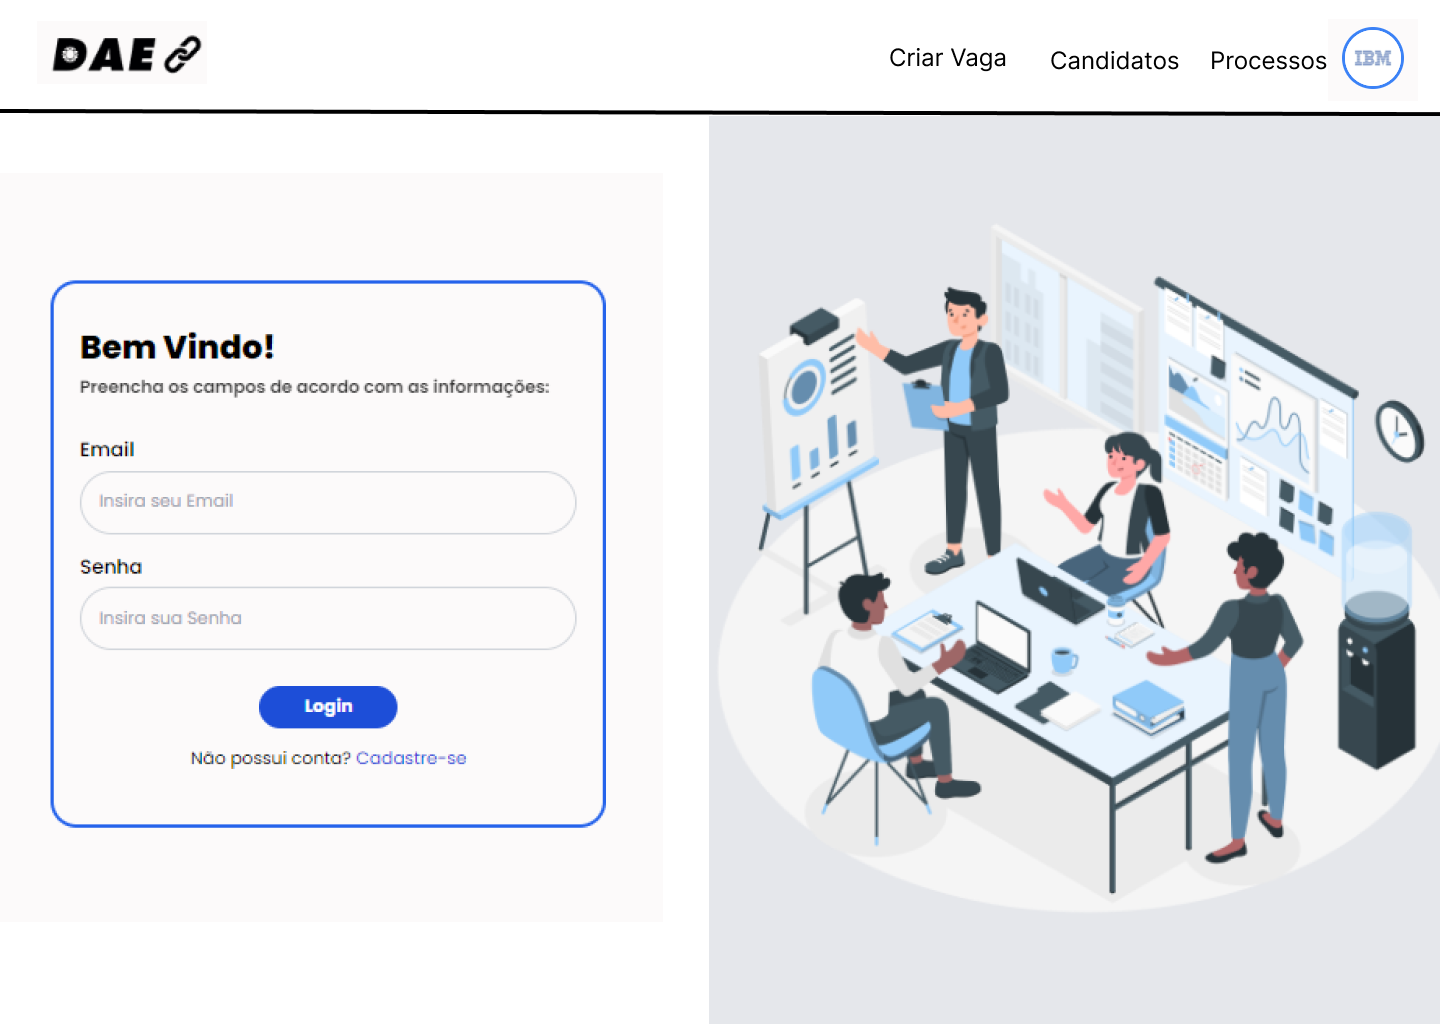 DAE
Criar Vaga
Candidatos
Processos
IBM
Bem Vindo!
Preencha os campos de acordo com as informações:
Email
Insira seu Email
Senha
Insira sua Senha
Login
Não possui conta? Cadastre-se